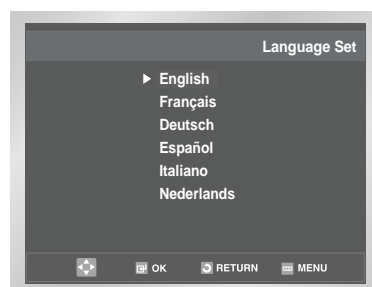 Language Set
► English
Français
Deutsch
Español
Italiano
Nederlands
OK RETURN MENU